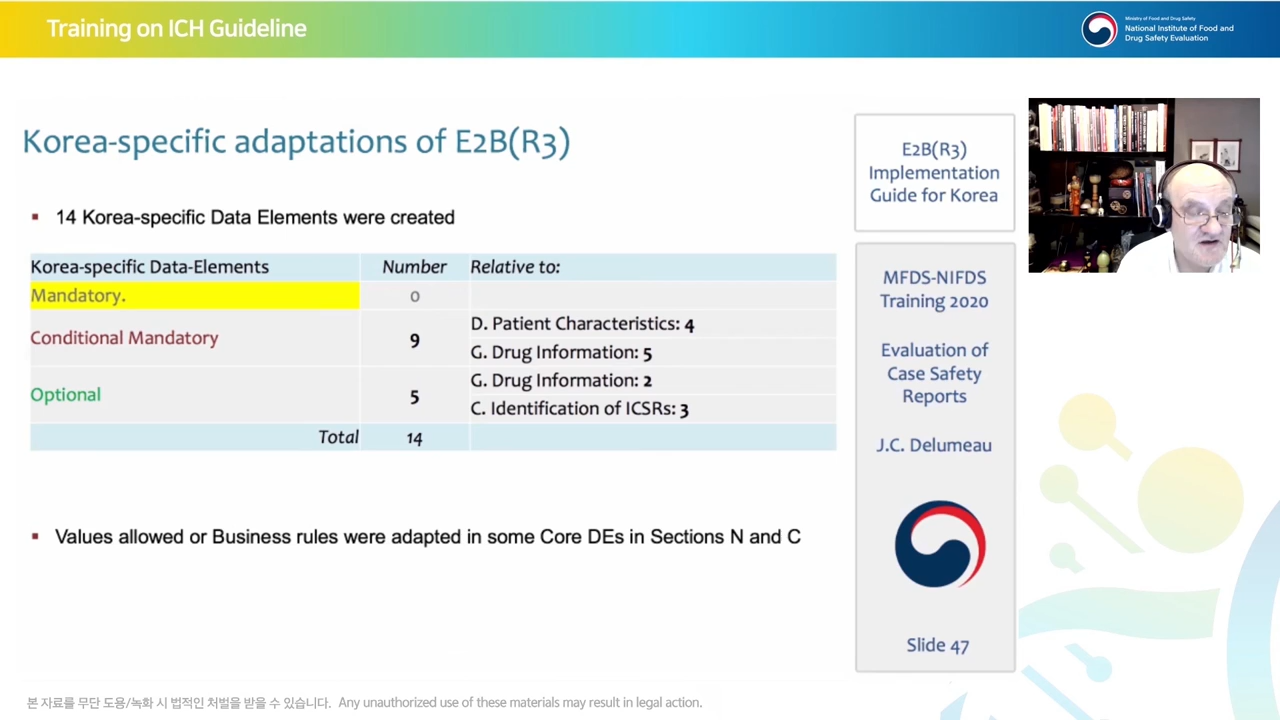 Training on ICH Guideline
Ministry of Food and Drug Safety
National Institute of Food and
Drug Safety Evaluation
Korea-specific adaptations of E2B(R3)
▪ 14 Korea-specific Data Elements were created
Korea-specific Data-Elements Number Relative to:
Mandatory. 0
Conditional Mandatory 9 D. Patient Characteristics: 4
G. Drug Information: 5
Optional 5 G. Drug Information: 2
C. Identification of ICSRs: 3
Total 14
▪ Values allowed or Business rules were adapted in some Core DEs in Sections N and C
E2B(R3)
Implementation
Guide for Korea
MFDS-NIFDS
Training 2020
Evaluation of
Case Safety
Reports
J.C. Delumeau
Slide 47
본 자료를 무단 도용/녹화 시 법적인 처벌을 받을 수 있습니다. Any unauthorized use of these materials may result in legal action.